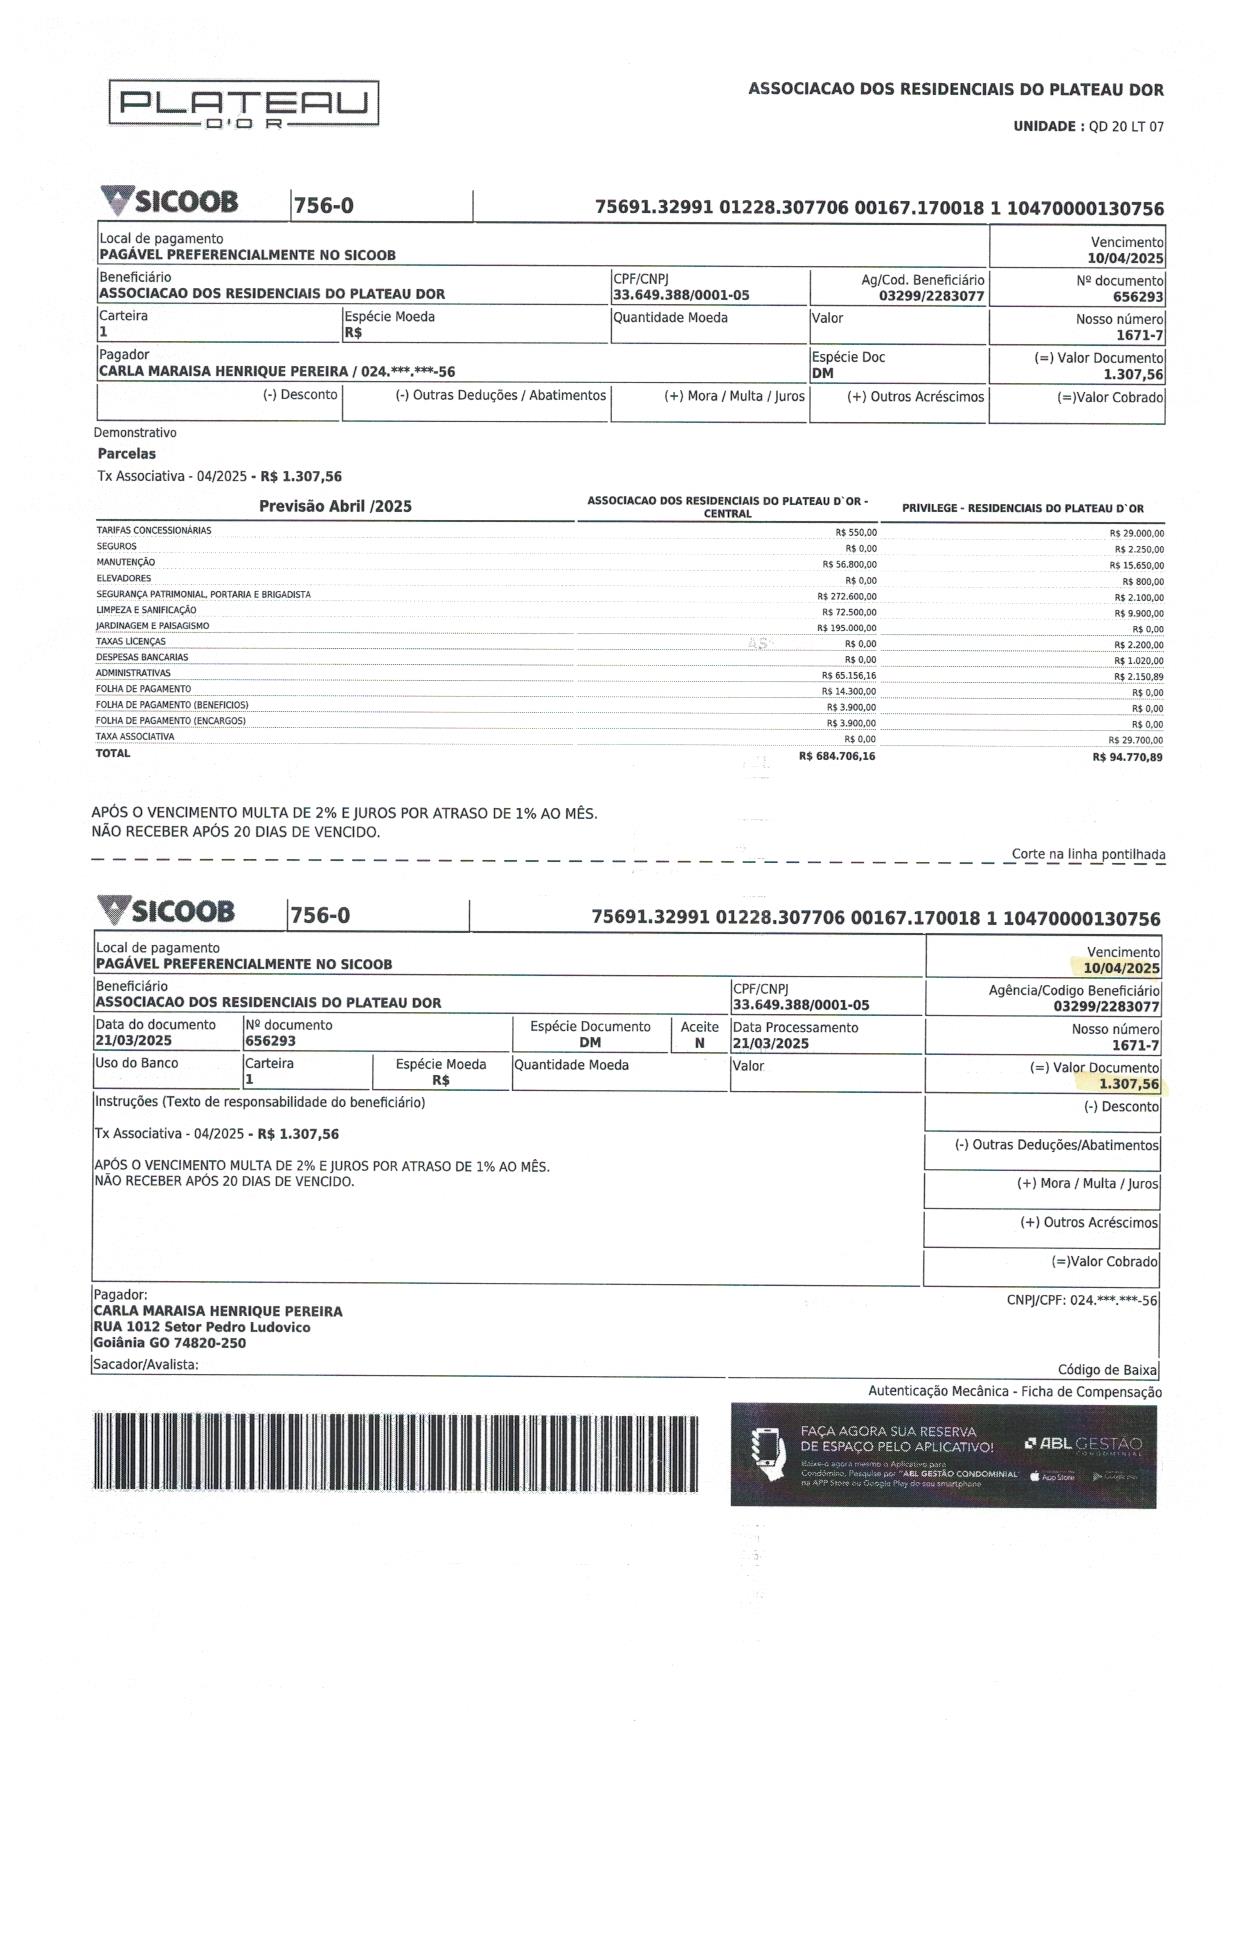 PLATEAU
D'OR
ASSOCIACAO DOS RESIDENCIAIS DO PLATEAU DOR
UNIDADE : QD 20 LT 07
SICOOB 756-0 75691.32991 01228.307706 00167.170018 1 10470000130756
Local de pagamento Vencimento
PAGÁVEL PREFERENCIALMENTE NO SICOOB 10/04/2025
Beneficiário CPF/CNPJ Ag/Cod. Beneficiário Nº documento
ASSOCIACAO DOS RESIDENCIAIS DO PLATEAU DOR 33.649.388/0001-05 03299/2283077 656293
Carteira Espécie Moeda Quantidade Moeda Valor Nosso número
1 R$ 1671-7
Pagador Espécie Doc (=) Valor Documento
CARLA MARAISA HENRIQUE PEREIRA / 024.***.***-56 DM 1.307,56
(-) Desconto (-) Outras Deduções / Abatimentos (+) Mora / Multa / Juros (+) Outros Acréscimos (=)Valor Cobrado
Demonstrativo
Parcelas
Tx Associativa - 04/2025 - R$ 1.307,56
Previsão Abril /2025 ASSOCIACAO DOS RESIDENCIAIS DO PLATEAU D`OR - CENTRAL PRIVILEGE - RESIDENCIAIS DO PLATEAU D`OR
TARIFAS CONCESSIONÁRIAS R$ 550,00 R$ 29.000,00
SEGUROS R$ 0,00 R$ 2.250,00
MANUTENÇÃO R$ 56.800,00 R$ 15.650,00
ELEVADORES R$ 0,00 R$ 800,00
SEGURANÇA PATRIMONIAL, PORTARIA E BRIGADISTA R$ 272.600,00 R$ 2.100,00
LIMPEZA E SANIFICAÇÃO R$ 72.500,00 R$ 9.900,00
JARDINAGEM E PAISAGISMO R$ 195.000,00 R$ 0,00
TAXAS LICENÇAS R$ 0,00 R$ 2.200,00
DESPESAS BANCARIAS R$ 0,00 R$ 1.020,00
ADMINISTRATIVAS R$ 65.156,16 R$ 2.150,89
FOLHA DE PAGAMENTO R$ 14.300,00 R$ 0,00
FOLHA DE PAGAMENTO (BENEFICIOS) R$ 3.900,00 R$ 0,00
FOLHA DE PAGAMENTO (ENCARGOS) R$ 3.900,00 R$ 0,00
TAXA ASSOCIATIVA R$ 0,00 R$ 29.700,00
TOTAL R$ 684.706,16 R$ 94.770,89
APÓS O VENCIMENTO MULTA DE 2% E JUROS POR ATRASO DE 1% AO MÊS.
NÃO RECEBER APÓS 20 DIAS DE VENCIDO.
Corte na linha pontilhada
SICOOB 756-0 75691.32991 01228.307706 00167.170018 1 10470000130756
Local de pagamento Vencimento
PAGÁVEL PREFERENCIALMENTE NO SICOOB 10/04/2025
Beneficiário CPF/CNPJ Agência/Codigo Beneficiário
ASSOCIACAO DOS RESIDENCIAIS DO PLATEAU DOR 33.649.388/0001-05 03299/2283077
Data do documento Nº documento Espécie Documento Aceite Data Processamento Nosso número
21/03/2025 656293 DM N 21/03/2025 1671-7
Uso do Banco Carteira Espécie Moeda Quantidade Moeda Valor (=) Valor Documento
1 R$ 1.307,56
Instruções (Texto de responsabilidade do beneficiário) (-) Desconto
Tx Associativa - 04/2025 - R$ 1.307,56
(-) Outras Deduções/Abatimentos
APÓS O VENCIMENTO MULTA DE 2% E JUROS POR ATRASO DE 1% AO MÊS.
NÃO RECEBER APÓS 20 DIAS DE VENCIDO.
(+) Mora / Multa / Juros
(+) Outros Acréscimos
(=)Valor Cobrado
Pagador: CNPJ/CPF: 024.***.***-56
CARLA MARAISA HENRIQUE PEREIRA
RUA 1012 Setor Pedro Ludovico
Goiânia GO 74820-250
Sacador/Avalista: Código de Baixa
Autenticação Mecânica - Ficha de Compensação
FAÇA AGORA SUA RESERVA
DE ESPAÇO PELO APLICATIVO!
ABL GESTÃO
CONDOMINIAL
Baixe-o agora mesmo o Aplicativo para
Condômino, Pesquise por "ABL GESTÃO CONDOMINIAL"
na APP Store ou Google Play do seu smartphone
App Store
Google play